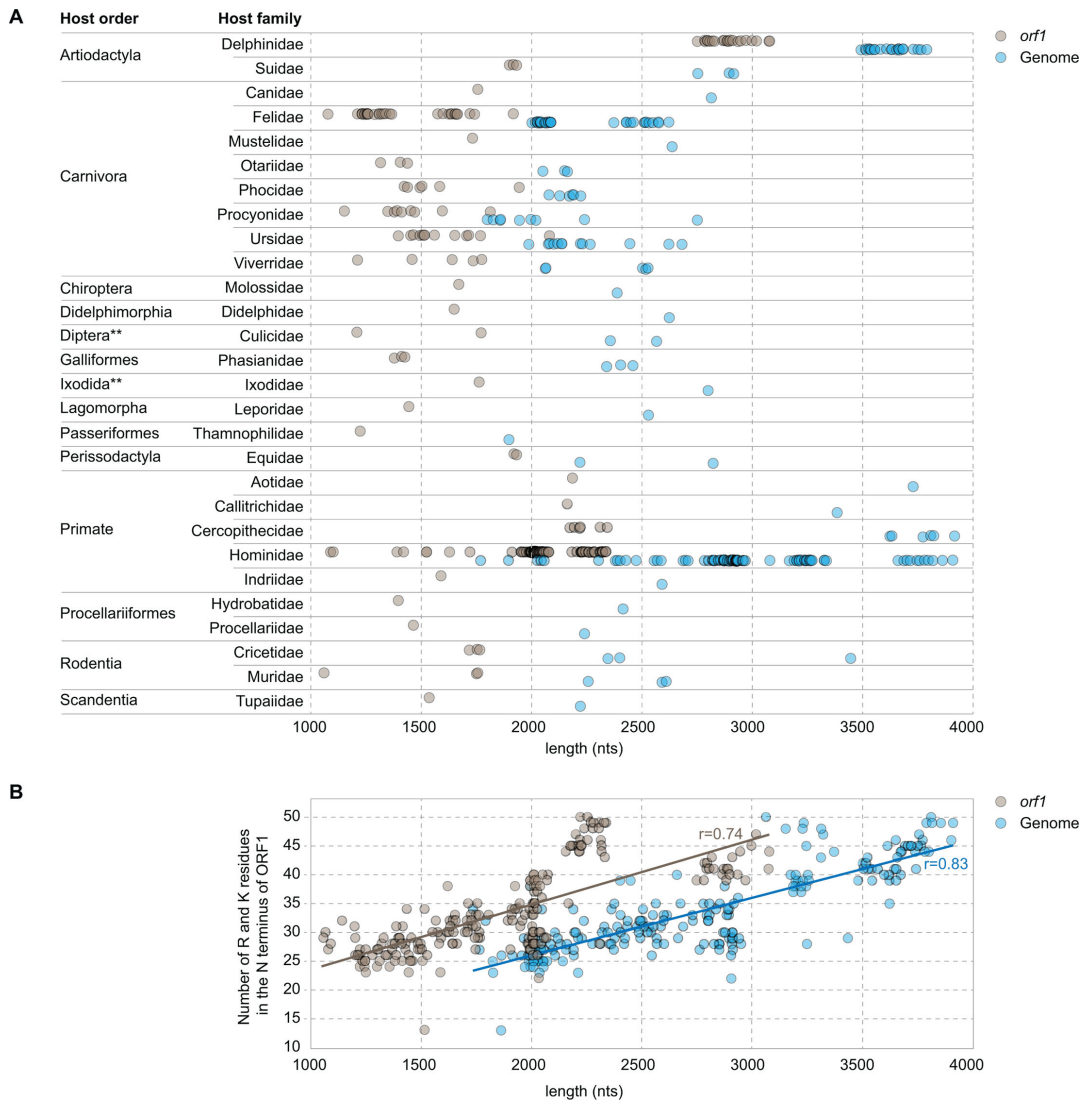 A
Host order Host family
Artiodactyla Delphinidae
Suidae
Carnivora Canidae
Felidae
Mustelidae
Otariidae
Phocidae
Procyonidae
Ursidae
Viverridae
Chiroptera Molossidae
Didelphimorphia Didelphidae
Diptera** Culicidae
Galliformes Phasianidae
Ixodida** Ixodidae
Lagomorpha Leporidae
Passeriformes Thamnophilidae
Perissodactyla Equidae
Primate Aotidae
Callitrichidae
Cercopithecidae
Hominidae
Indriidae
Procellariiformes Hydrobatidae
Procellariidae
Rodentia Cricetidae
Muridae
Scandentia Tupaiidae
1000 1500 2000 2500 3000 3500 4000
length (nts)
orf1
Genome
B
Number of R and K residues
in the N terminus of ORF1
50
45
40
35
30
25
20
15
10
r=0.74
r=0.83
1000 1500 2000 2500 3000 3500 4000
length (nts)
orf1
Genome